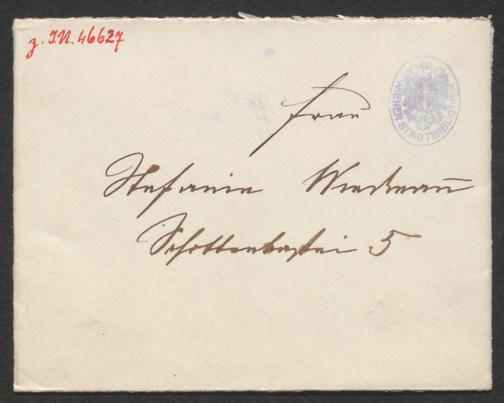 z. I.N. 46627
WIENER STADTBIBLIOTHEK
Frau
Stefanie
Schottenbastei 5